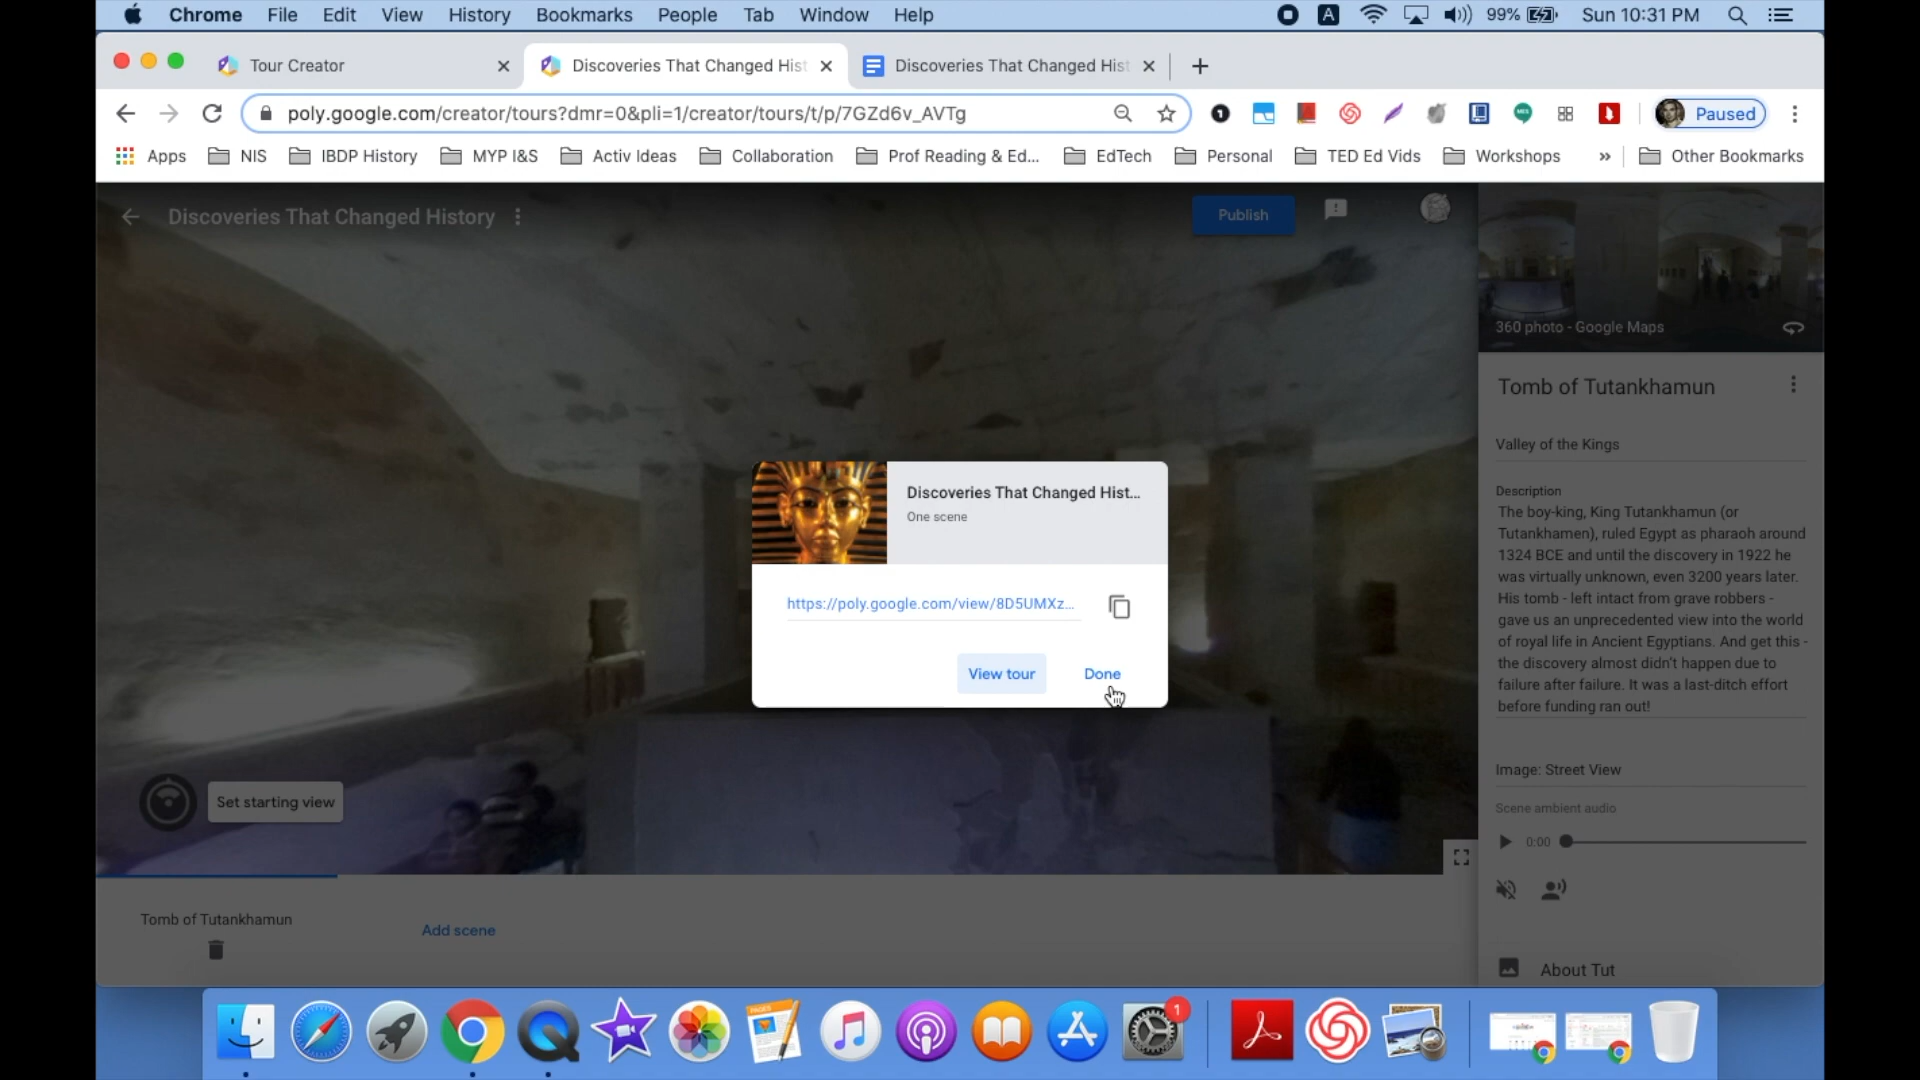 Chrome File Edit View History Bookmarks People Tab Window Help
A 99% Sun 10:31 PM
Tour Creator
Discoveries That Changed Hist
Discoveries That Changed Hist
poly.google.com/creator/tours?dmr=0&pli=1/creator/tours/t/p/7GZd6v_AVTg
Paused
Apps NIS IBDP History MYP I&S Activ Ideas Collaboration Prof Reading & Ed... EdTech Personal TED Ed Vids Workshops » Other Bookmarks
Discoveries That Changed History
Publish
360 photo - Google Maps
Tomb of Tutankhamun
Valley of the Kings
Description
The boy-king, King Tutankhamun (or
Tutankhamen), ruled Egypt as pharaoh around
1324 BCE and until the discovery in 1922 he
was virtually unknown, even 3200 years later.
His tomb - left intact from grave robbers -
gave us an unprecedented view into the world
of royal life in Ancient Egyptians. And get this -
the discovery almost didn't happen due to
failure after failure. It was a last-ditch effort
before funding ran out!
Image: Street View
Scene ambient audio
0:00
About Tut
Discoveries That Changed Hist...
One scene
https://poly.google.com/view/8D5UMXz...
View tour Done
Set starting view
Tomb of Tutankhamun
Add scene
PAGES
1